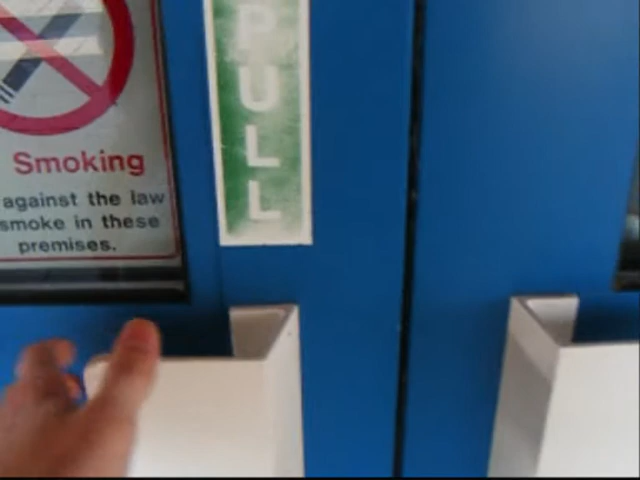 PULL
Smoking
against the law
smoke in these
premises.